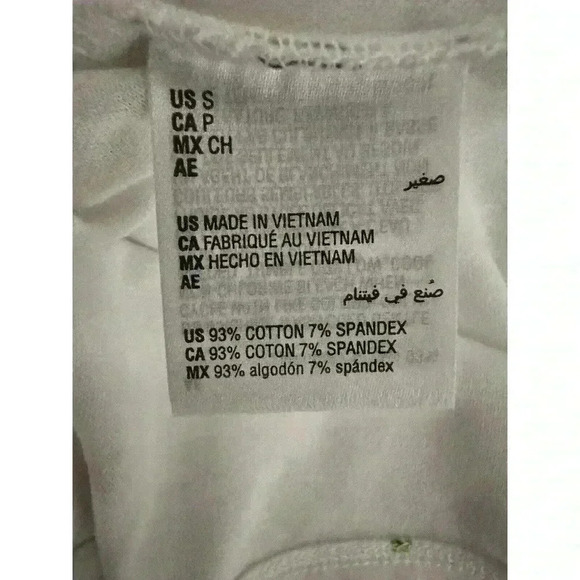 US S
CA P
MX CH
AE
صغير
US MADE IN VIETNAM
CA FABRIQUÉ AU VIETNAM
MX HECHO EN VIETNAM
AE
صُنع في فيتنام
US 93% COTTON 7% SPANDEX
CA 93% COTON 7% SPANDEX
MX 93% algodón 7% spándex